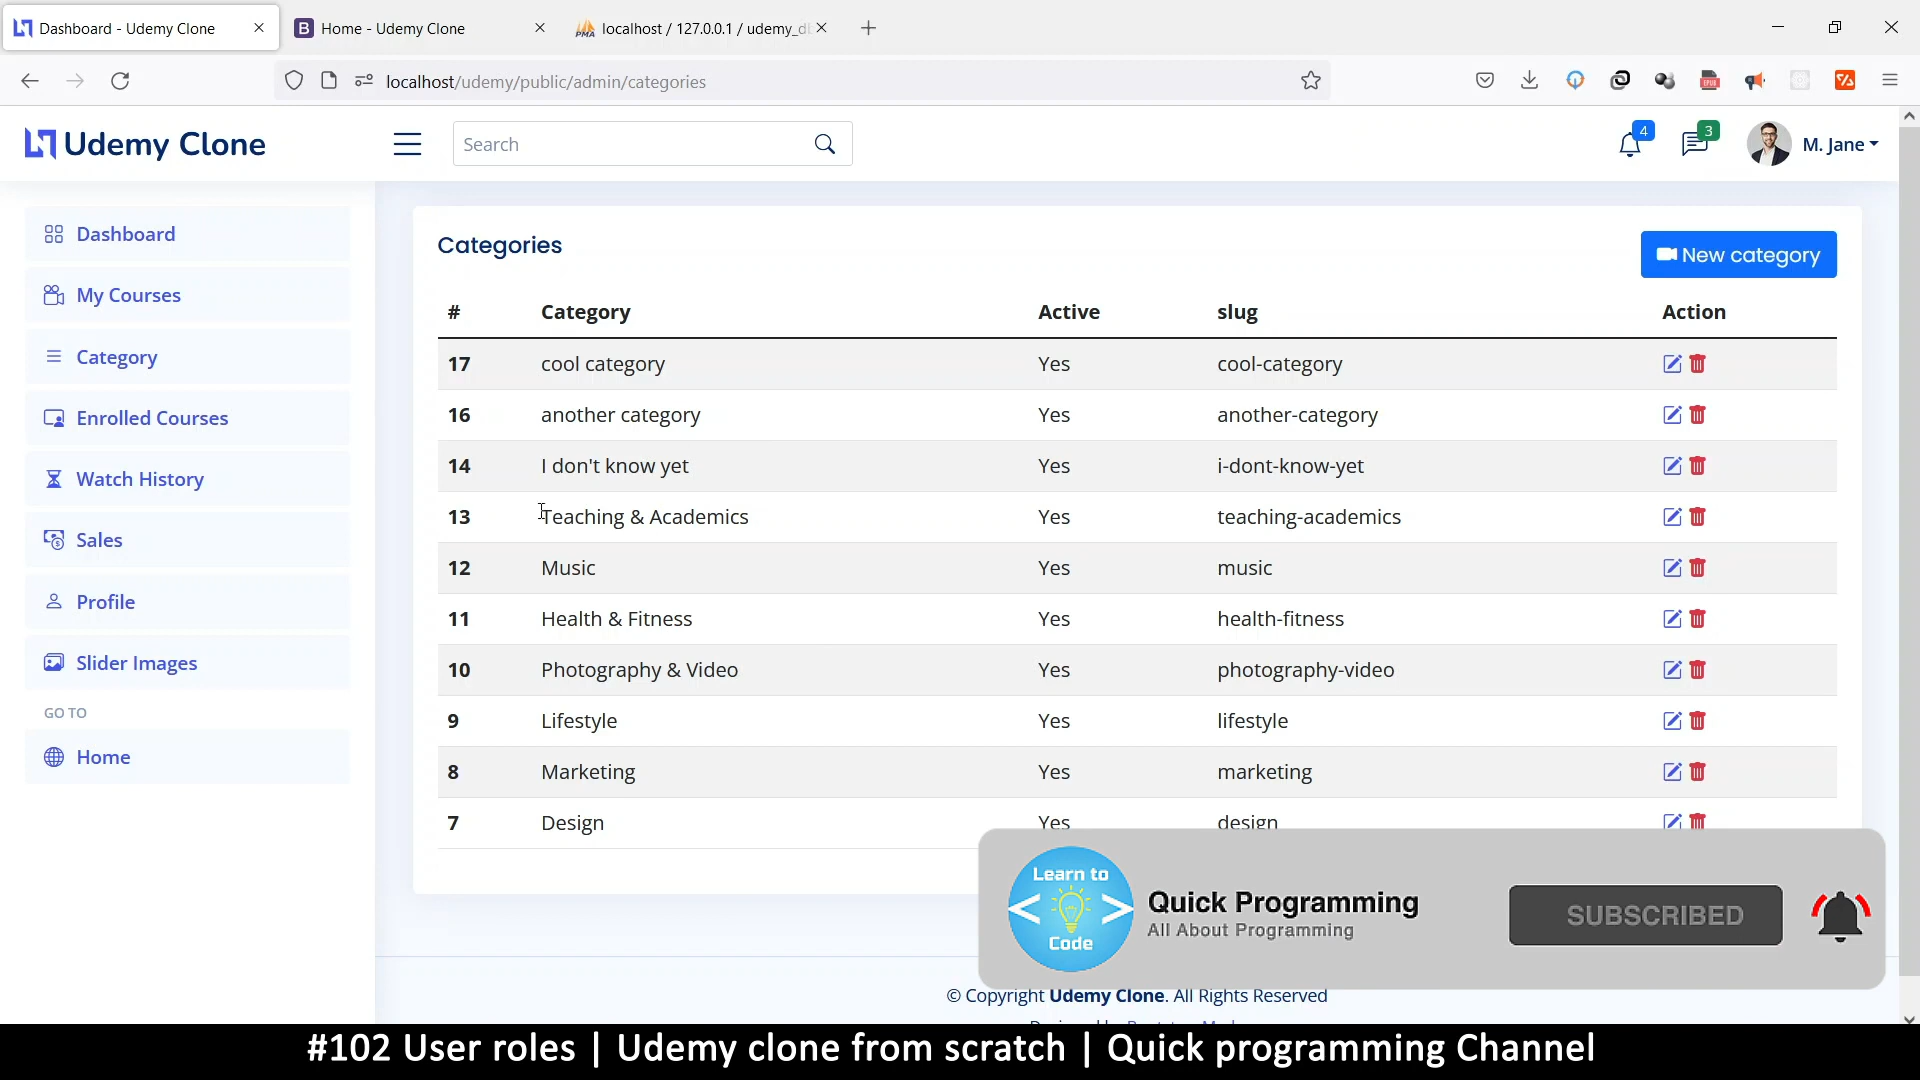 Dashboard - Udemy Clone
Home - Udemy Clone
PMA localhost / 127.0.0.1 / udemy_d
localhost/udemy/public/admin/categories
Udemy Clone
Search
4
3
M. Jane
Dashboard
My Courses
Category
Enrolled Courses
Watch History
Sales
Profile
Slider Images
GO TO
Home
Categories
New category
# Category Active slug Action
17 cool category Yes cool-category
16 another category Yes another-category
14 I don't know yet Yes i-dont-know-yet
13 Teaching & Academics Yes teaching-academics
12 Music Yes music
11 Health & Fitness Yes health-fitness
10 Photography & Video Yes photography-video
9 Lifestyle Yes lifestyle
8 Marketing Yes marketing
7 Design Yes design
Learn to
Code
Quick Programming
All About Programming
SUBSCRIBED
© Copyright Udemy Clone. All Rights Reserved
#102 User roles | Udemy clone from scratch | Quick programming Channel